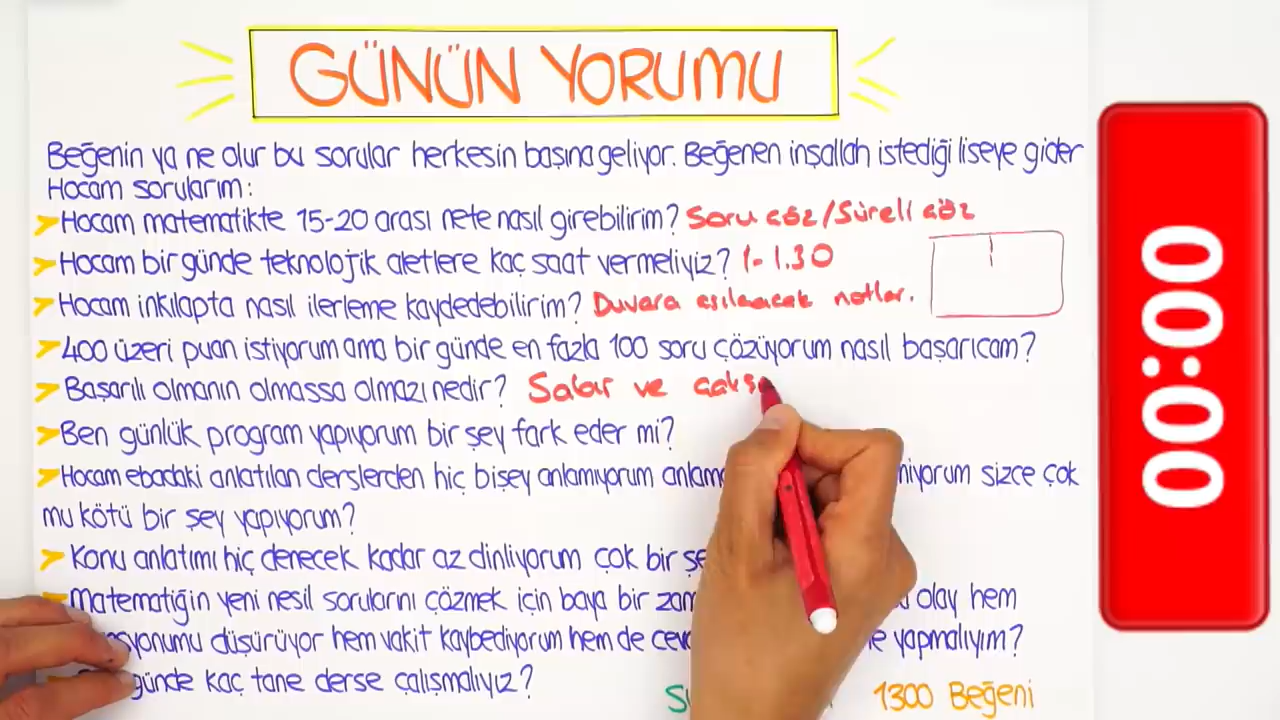 GÜNÜN YORUMU
Beğenin ya ne olur bu sorular herkesin başına geliyor. Beğenen inşallah istediği liseye gider
Hocam sorularım:
➤Hocam matematikte 15-20 arası nete nasıl girebilirim? Soru çöz/Süreli çöz
➤Hocam bir günde teknolojik aletlere kaç saat vermeliyiz? 1-1.30
➤Hocam inkılapta nasıl ilerleme kaydedebilirim? Duvara asılacak notlar.
➤400 üzeri puan istiyorum ama bir günde en fazla 100 soru çözüyorum nasıl başarıcam?
➤Başarılı olmanın olmassa olmazı nedir? Sabır ve
➤Ben günlük program yapıyorum bir şey fark eder mi?
➤Hocam ebadaki anlatılan derslerden hiç bişey anlamıyorum sizce çok
mu kötü bir şey yapıyorum?
➤Konu anlatımı hiç denecek kadar az dinliyorum çok bir
➤Matematiğin yeni nesil sorularını çözmek için baya bir olay hem
düşürüyor hem vakit kaybediyorum hem de yapmalıyım?
günde kaç tane derse çalışmalıyız?
1300 Beğeni
00:00